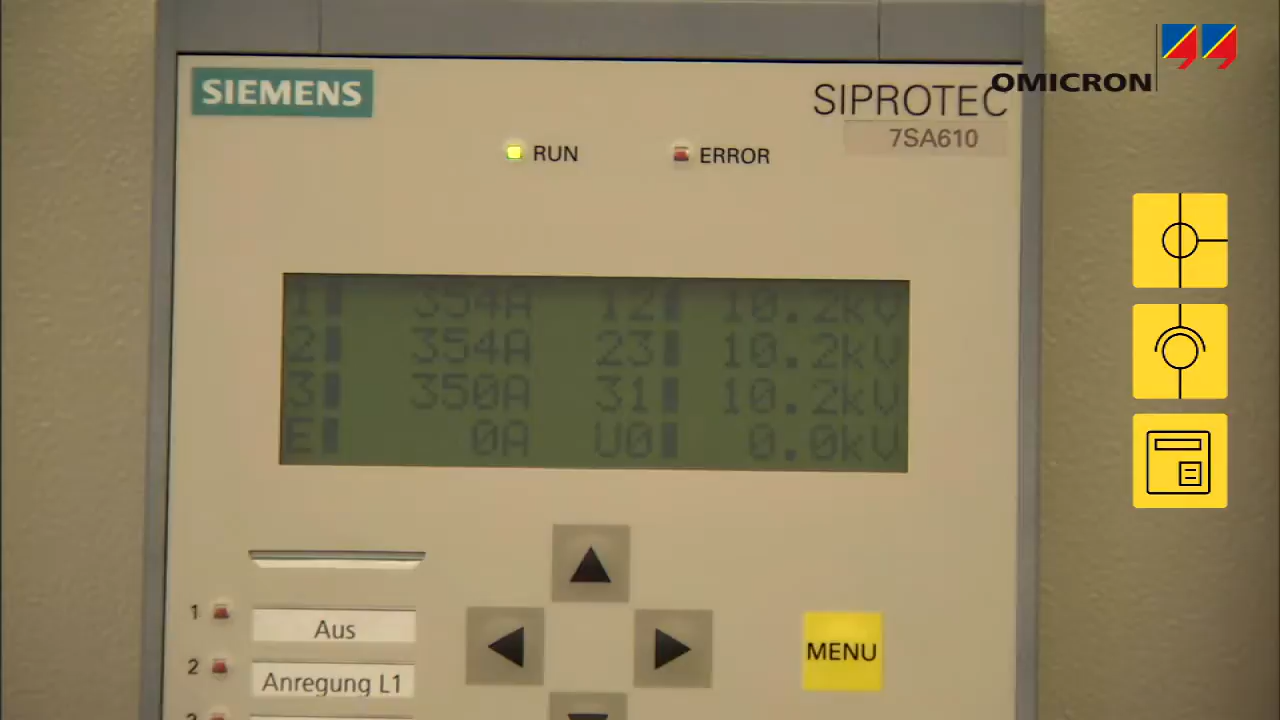 OMICRON
SIEMENS
SIPROTEC
7SA610
RUN
ERROR
1 354A 12 10.2kV
2 354A 23 10.2kV
3 350A 31 10.2kV
E 0A U0 0.0kV
1 Aus
2 Anregung L1
MENU